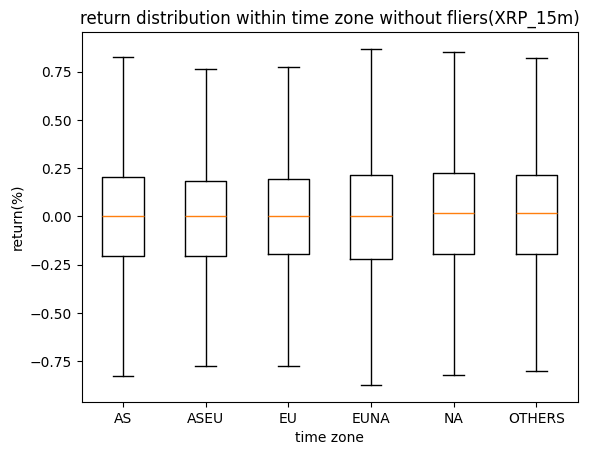 return distribution within time zone without fliers(XRP_15m)
return(%)
0.75
0.50
0.25
0.00
−0.25
−0.50
−0.75
AS ASEU EU EUNA NA OTHERS
time zone